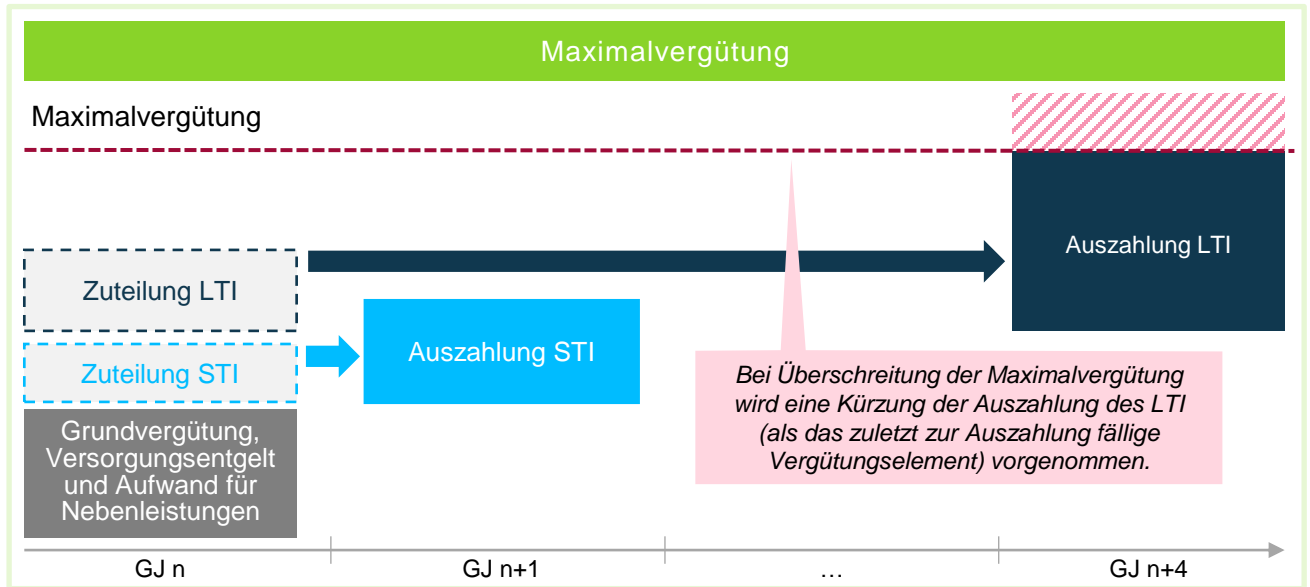 Maximalvergütung
Maximalvergütung
Zuteilung LTI
Auszahlung LTI
Zuteilung STI
Auszahlung STI
Grundvergütung,
Versorgungsentgelt
und Aufwand für
Nebenleistungen
Bei Überschreitung der Maximalvergütung
wird eine Kürzung der Auszahlung des LTI
(als das zuletzt zur Auszahlung fällige
Vergütungselement) vorgenommen.
GJ n
GJ n+1
…
GJ n+4